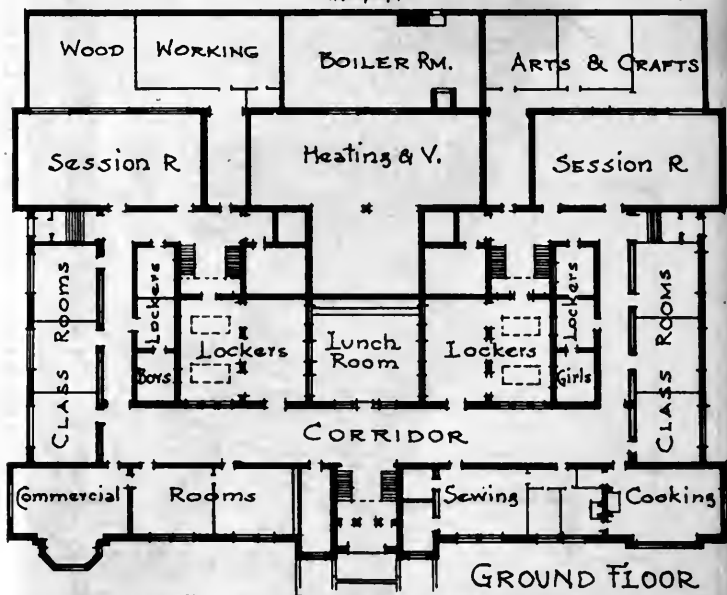 WOOD WORKING
BOILER RM.
ARTS & CRAFTS
Session R
Heating & V.
SESSION R
CLASS ROOMS
Lockers
Boys
Lockers
Lunch
Room
Lockers
Lockers
Girls
CLASS ROOMS
CORRIDOR
Commercial Rooms
Sewing
Cooking
GROUND FLOOR